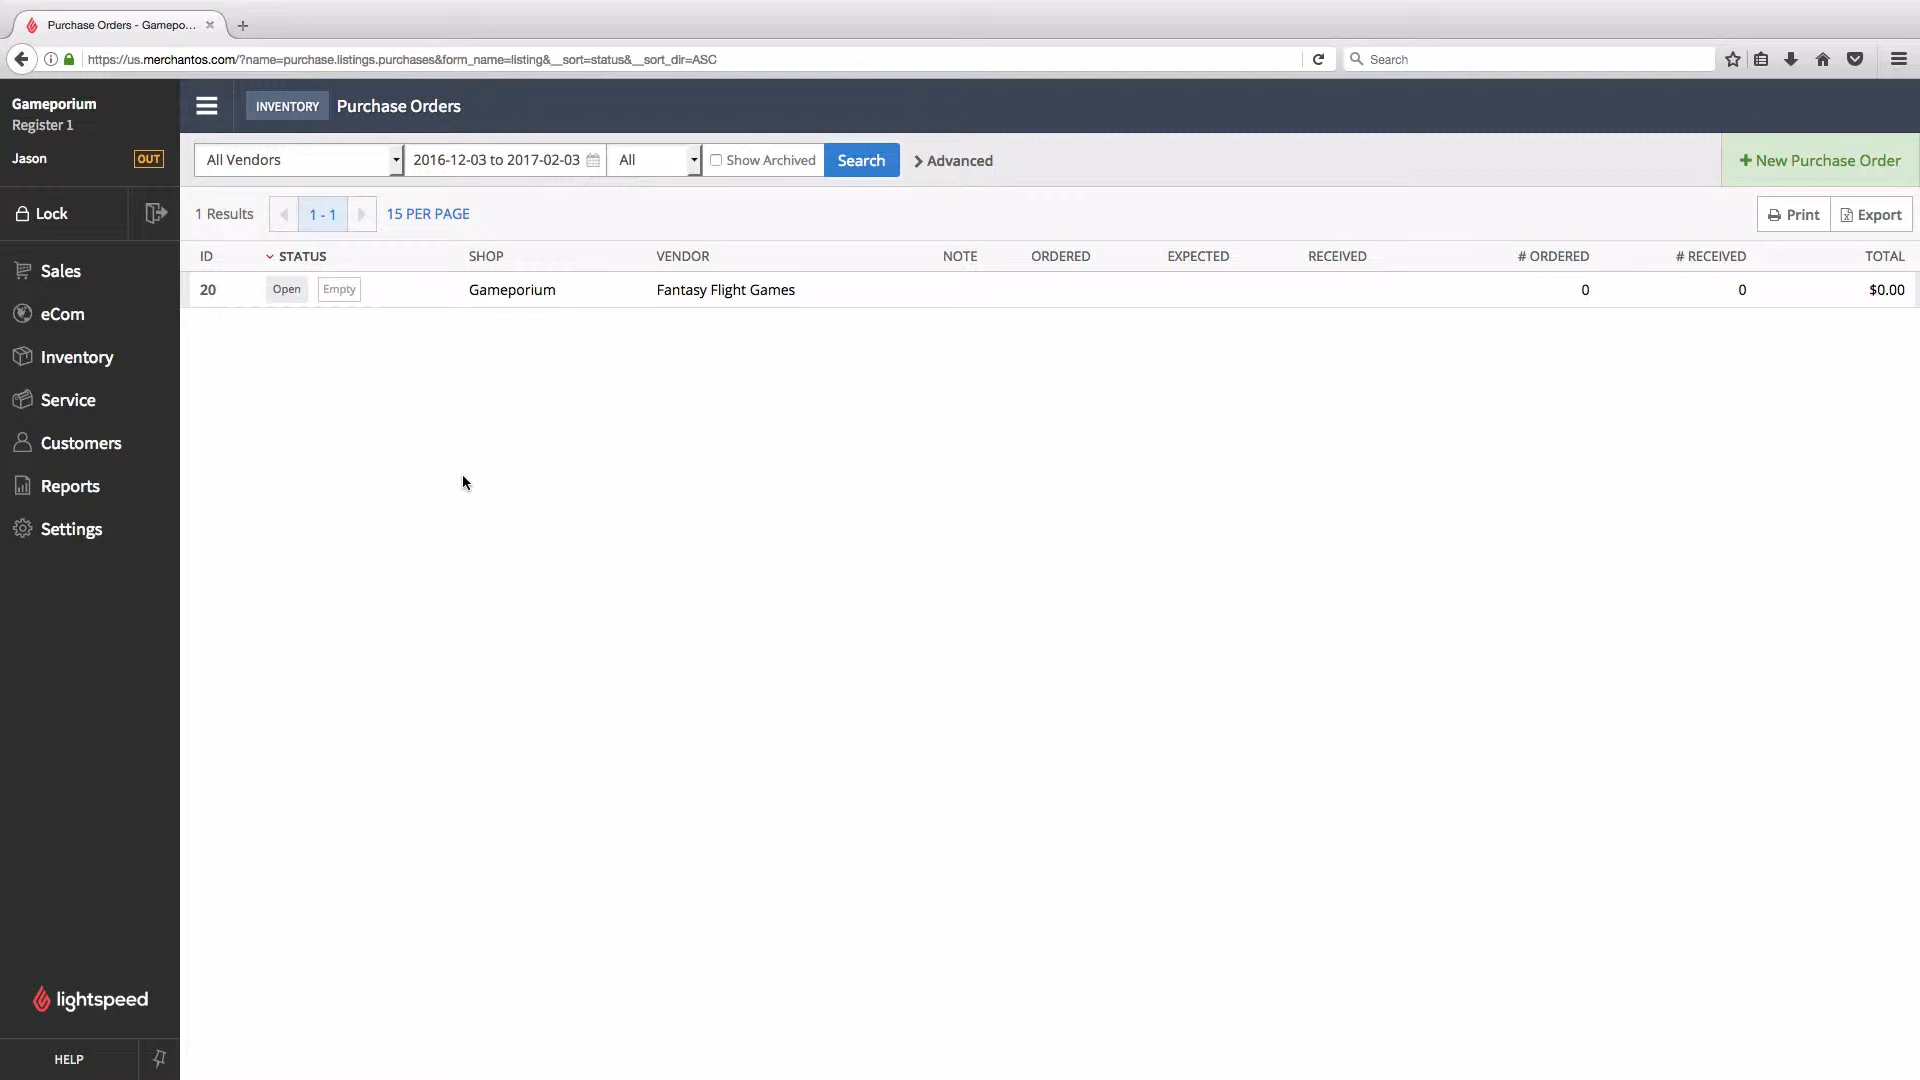 Purchase Orders - Gamepo...
https://us.merchantos.com/?name=purchase.listings.purchases&form_name=listing&__sort=status&__sort_dir=ASC
Search
Gameporium
Register 1
Jason OUT
Lock
Sales
eCom
Inventory
Service
Customers
Reports
Settings
lightspeed
HELP
INVENTORY Purchase Orders
All Vendors 2016-12-03 to 2017-02-03 All Show Archived Search Advanced New Purchase Order
1 Results 1 - 1 15 PER PAGE Print Export
ID STATUS SHOP VENDOR NOTE ORDERED EXPECTED RECEIVED # ORDERED # RECEIVED TOTAL
20 Open Empty Gameporium Fantasy Flight Games 0 0 $0.00